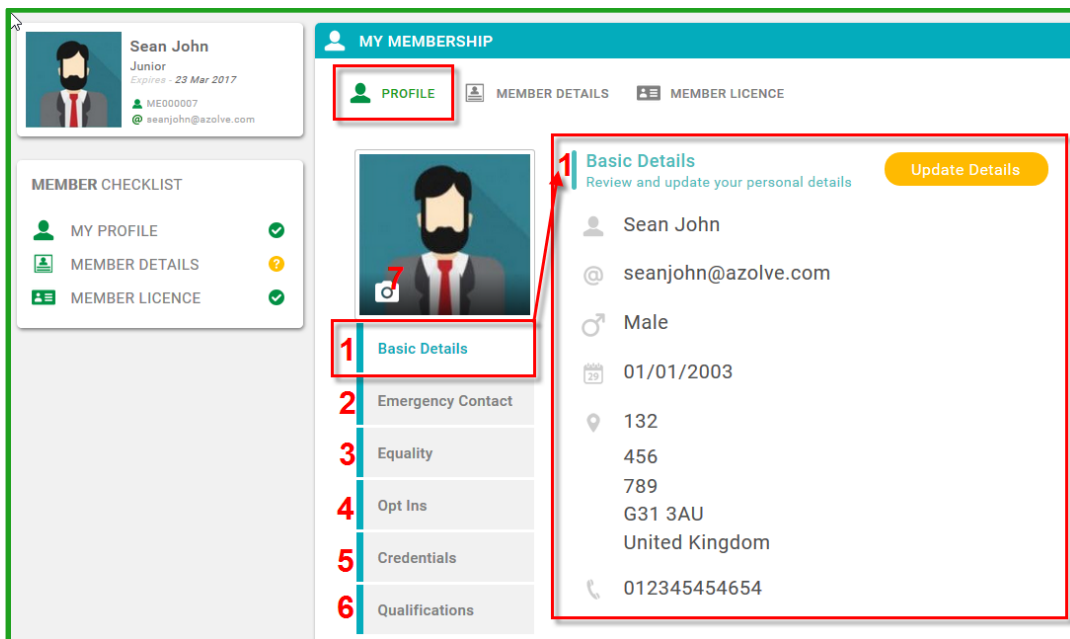 Sean John
Junior
Expires - 23 Mar 2017
ME000007
@ seanjohn@azolve.com
MEMBER CHECKLIST
MY PROFILE
MEMBER DETAILS
?
MEMBER LICENCE
MY MEMBERSHIP
PROFILE
MEMBER DETAILS
MEMBER LICENCE
7
1 Basic Details
2 Emergency Contact
3 Equality
4 Opt Ins
5 Credentials
6 Qualifications
1 Basic Details
Update Details
Review and update your personal details
Sean John
@ seanjohn@azolve.com
Male
29 01/01/2003
132
456
789
G31 3AU
United Kingdom
012345454654